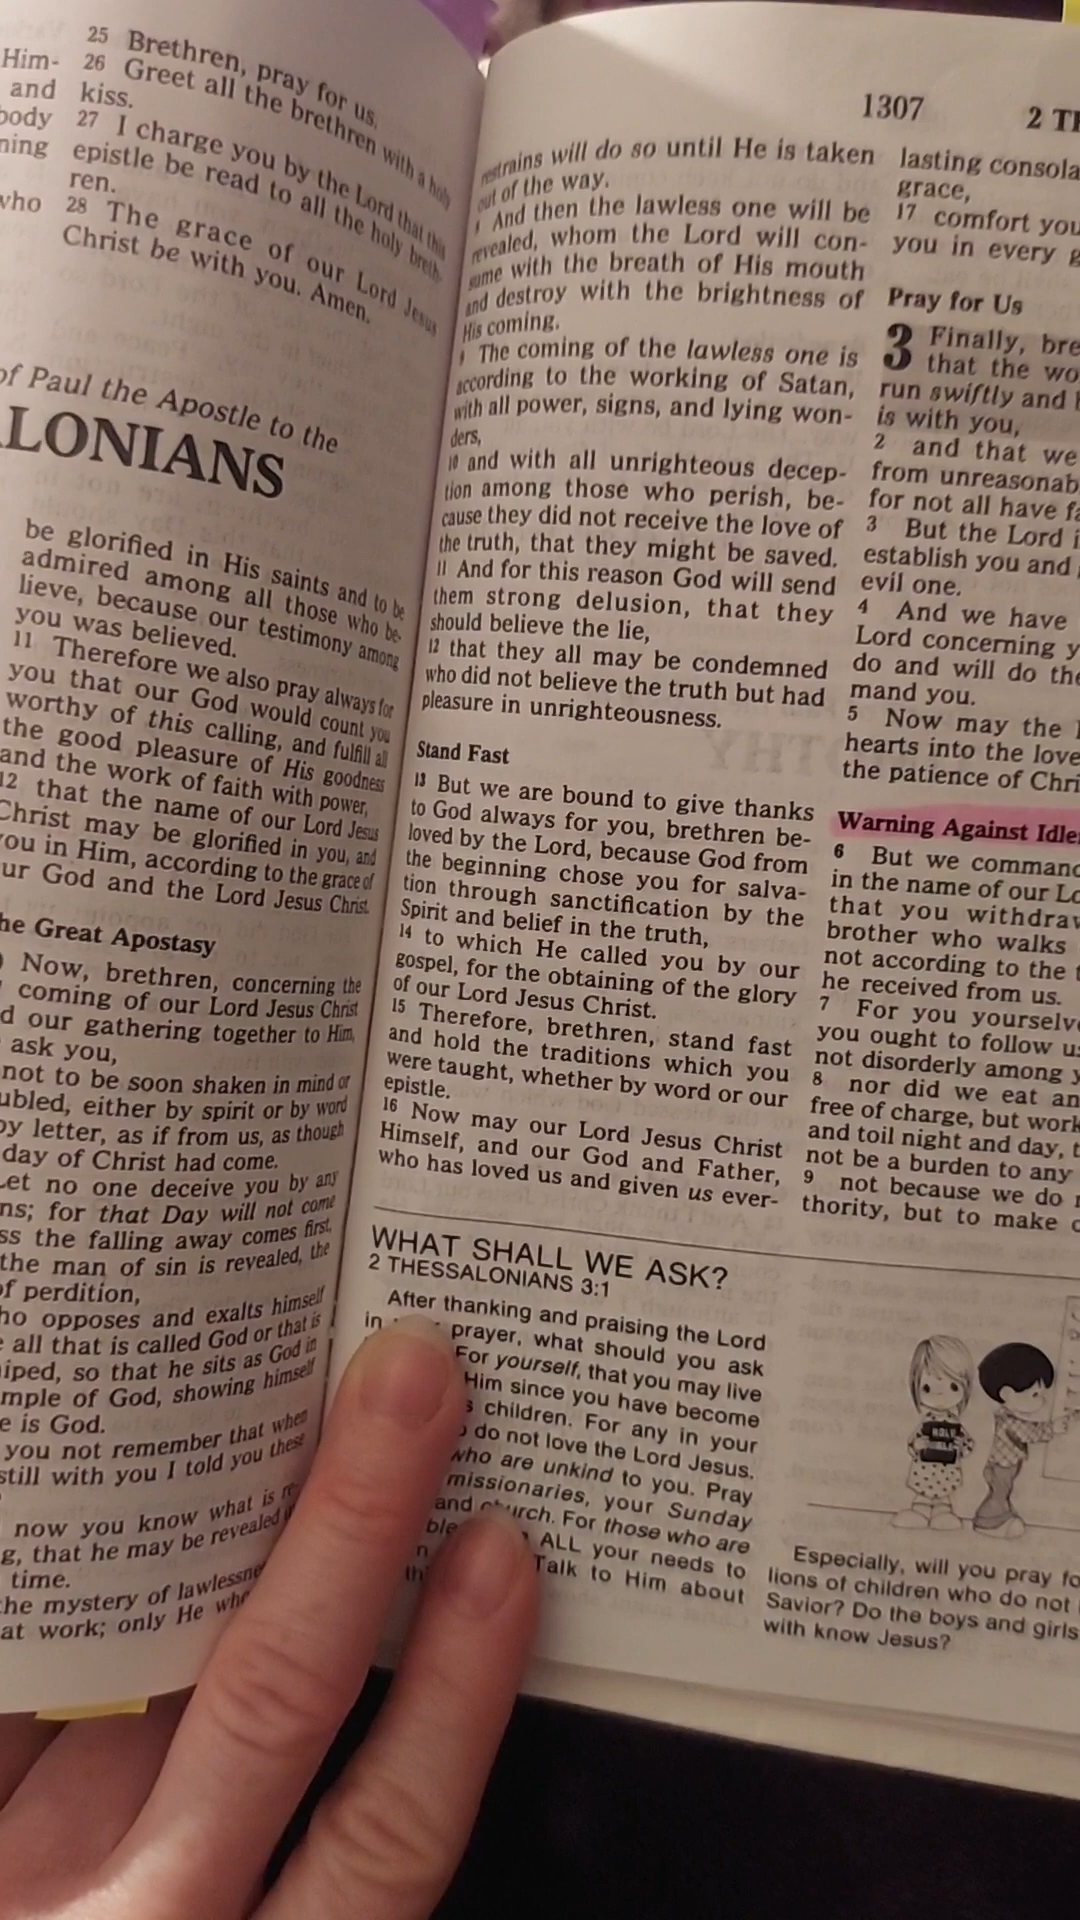 Him-
and
body
ning
who
25 Brethren, pray for us.
26 Greet all the brethren with a holy
kiss.
27 I charge you by the Lord that this
epistle be read to all the holy breth-
ren.
28 The grace of our Lord Jesus
Christ be with you. Amen.
of Paul the Apostle to the
LONIANS
be glorified in His saints and to be
admired among all those who be-
lieve, because our testimony among
you was believed.
11 Therefore we also pray always for
you that our God would count you
worthy of this calling, and fulfill all
the good pleasure of His goodness
and the work of faith with power,
12 that the name of our Lord Jesus
Christ may be glorified in you, and
you in Him, according to the grace of
ur God and the Lord Jesus Christ.
he Great Apostasy
Now, brethren, concerning the
coming of our Lord Jesus Christ
d our gathering together to Him,
ask you,
not to be soon shaken in mind or
ubled, either by spirit or by word
by letter, as if from us, as though
day of Christ had come.
Let no one deceive you by any
ns; for that Day will not come
ss the falling away comes first,
the man of sin is revealed, the
of perdition,
ho opposes and exalts himself
all that is called God or that is
iped, so that he sits as God in
mple of God, showing himself
e is God.
you not remember that when
still with you I told you these
now you know what is re-
g, that he may be revealed in
time.
the mystery of lawlessne
at work; only He who
1307
2 TH
restrains will do so until He is taken
out of the way.
And then the lawless one will be
revealed, whom the Lord will con-
sume with the breath of His mouth
and destroy with the brightness of
His coming.
9 The coming of the lawless one is
according to the working of Satan,
with all power, signs, and lying won-
ders,
10 and with all unrighteous decep-
tion among those who perish, be-
cause they did not receive the love of
the truth, that they might be saved.
11 And for this reason God will send
them strong delusion, that they
should believe the lie,
12 that they all may be condemned
who did not believe the truth but had
pleasure in unrighteousness.
Stand Fast
13 But we are bound to give thanks
to God always for you, brethren be-
loved by the Lord, because God from
the beginning chose you for salva-
tion through sanctification by the
Spirit and belief in the truth,
14 to which He called you by our
gospel, for the obtaining of the glory
of our Lord Jesus Christ.
15 Therefore, brethren, stand fast
and hold the traditions which you
were taught, whether by word or our
epistle.
16 Now may our Lord Jesus Christ
Himself, and our God and Father,
who has loved us and given us ever-
lasting consola
grace,
17 comfort you
you in every g
Pray for Us
3 Finally, bre
that the wo
run swiftly and
is with you,
2 and that we
from unreasonab
for not all have fa
3 But the Lord i
establish you and
evil one.
4 And we have
Lord concerning y
do and will do the
mand you.
5 Now may the
hearts into the love
the patience of Chri
Warning Against Idle
6 But we command
in the name of our Lo
that you withdraw
brother who walks
not according to the t
he received from us.
7 For you yourselve
you ought to follow us
not disorderly among y
8 nor did we eat an
free of charge, but work
and toil night and day, t
not be a burden to any
9 not because we do
thority, but to make o
WHAT SHALL WE ASK?
2 THESSALONIANS 3:1
After thanking and praising the Lord
in prayer, what should you ask
For yourself, that you may live
Him since you have become
children. For any in your
do not love the Lord Jesus.
who are unkind to you. Pray
missionaries, your Sunday
and church. For those who are
ALL your needs to
Talk to Him about
HOLY
Especially, will you pray fo
lions of children who do not
Savior? Do the boys and girls
with know Jesus?